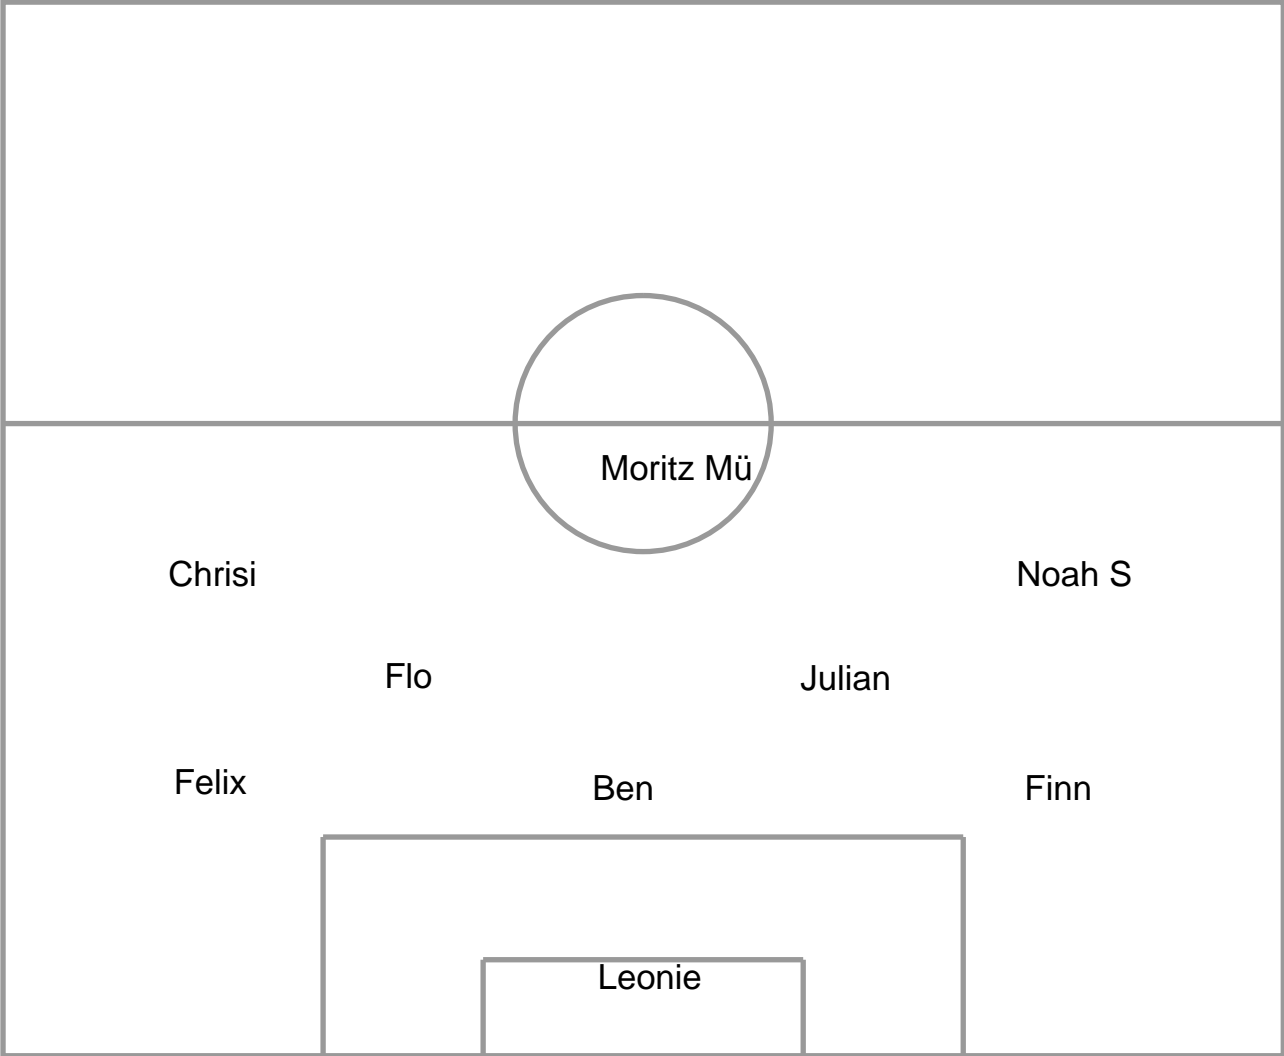 Moritz Mü
Chrisi
Noah S
Flo
Julian
Felix
Ben
Finn
Leonie